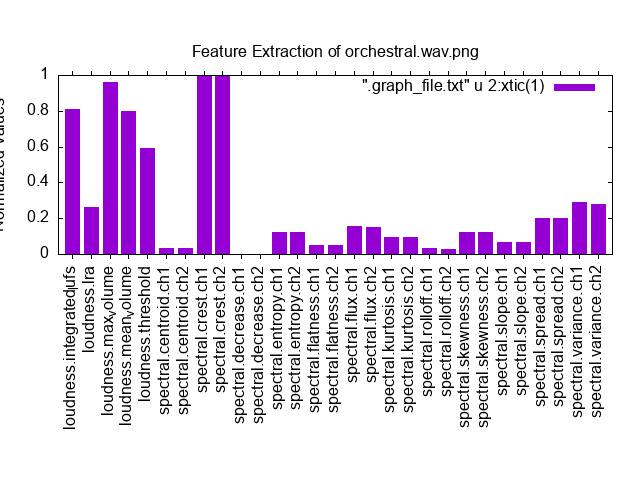 Feature Extraction of orchestral.wav.png
".graph_file.txt" u 2:xtic(1)
Normalized Values
1
0.8
0.6
0.4
0.2
0
loudness.integratedlufs
loudness.lra
loudness.maxvolume
loudness.meanvolume
loudness.threshold
spectral.centroid.ch1
spectral.centroid.ch2
spectral.crest.ch1
spectral.crest.ch2
spectral.decrease.ch1
spectral.decrease.ch2
spectral.entropy.ch1
spectral.entropy.ch2
spectral.flatness.ch1
spectral.flatness.ch2
spectral.flux.ch1
spectral.flux.ch2
spectral.kurtosis.ch1
spectral.kurtosis.ch2
spectral.rolloff.ch1
spectral.rolloff.ch2
spectral.skewness.ch1
spectral.skewness.ch2
spectral.slope.ch1
spectral.slope.ch2
spectral.spread.ch1
spectral.spread.ch2
spectral.variance.ch1
spectral.variance.ch2